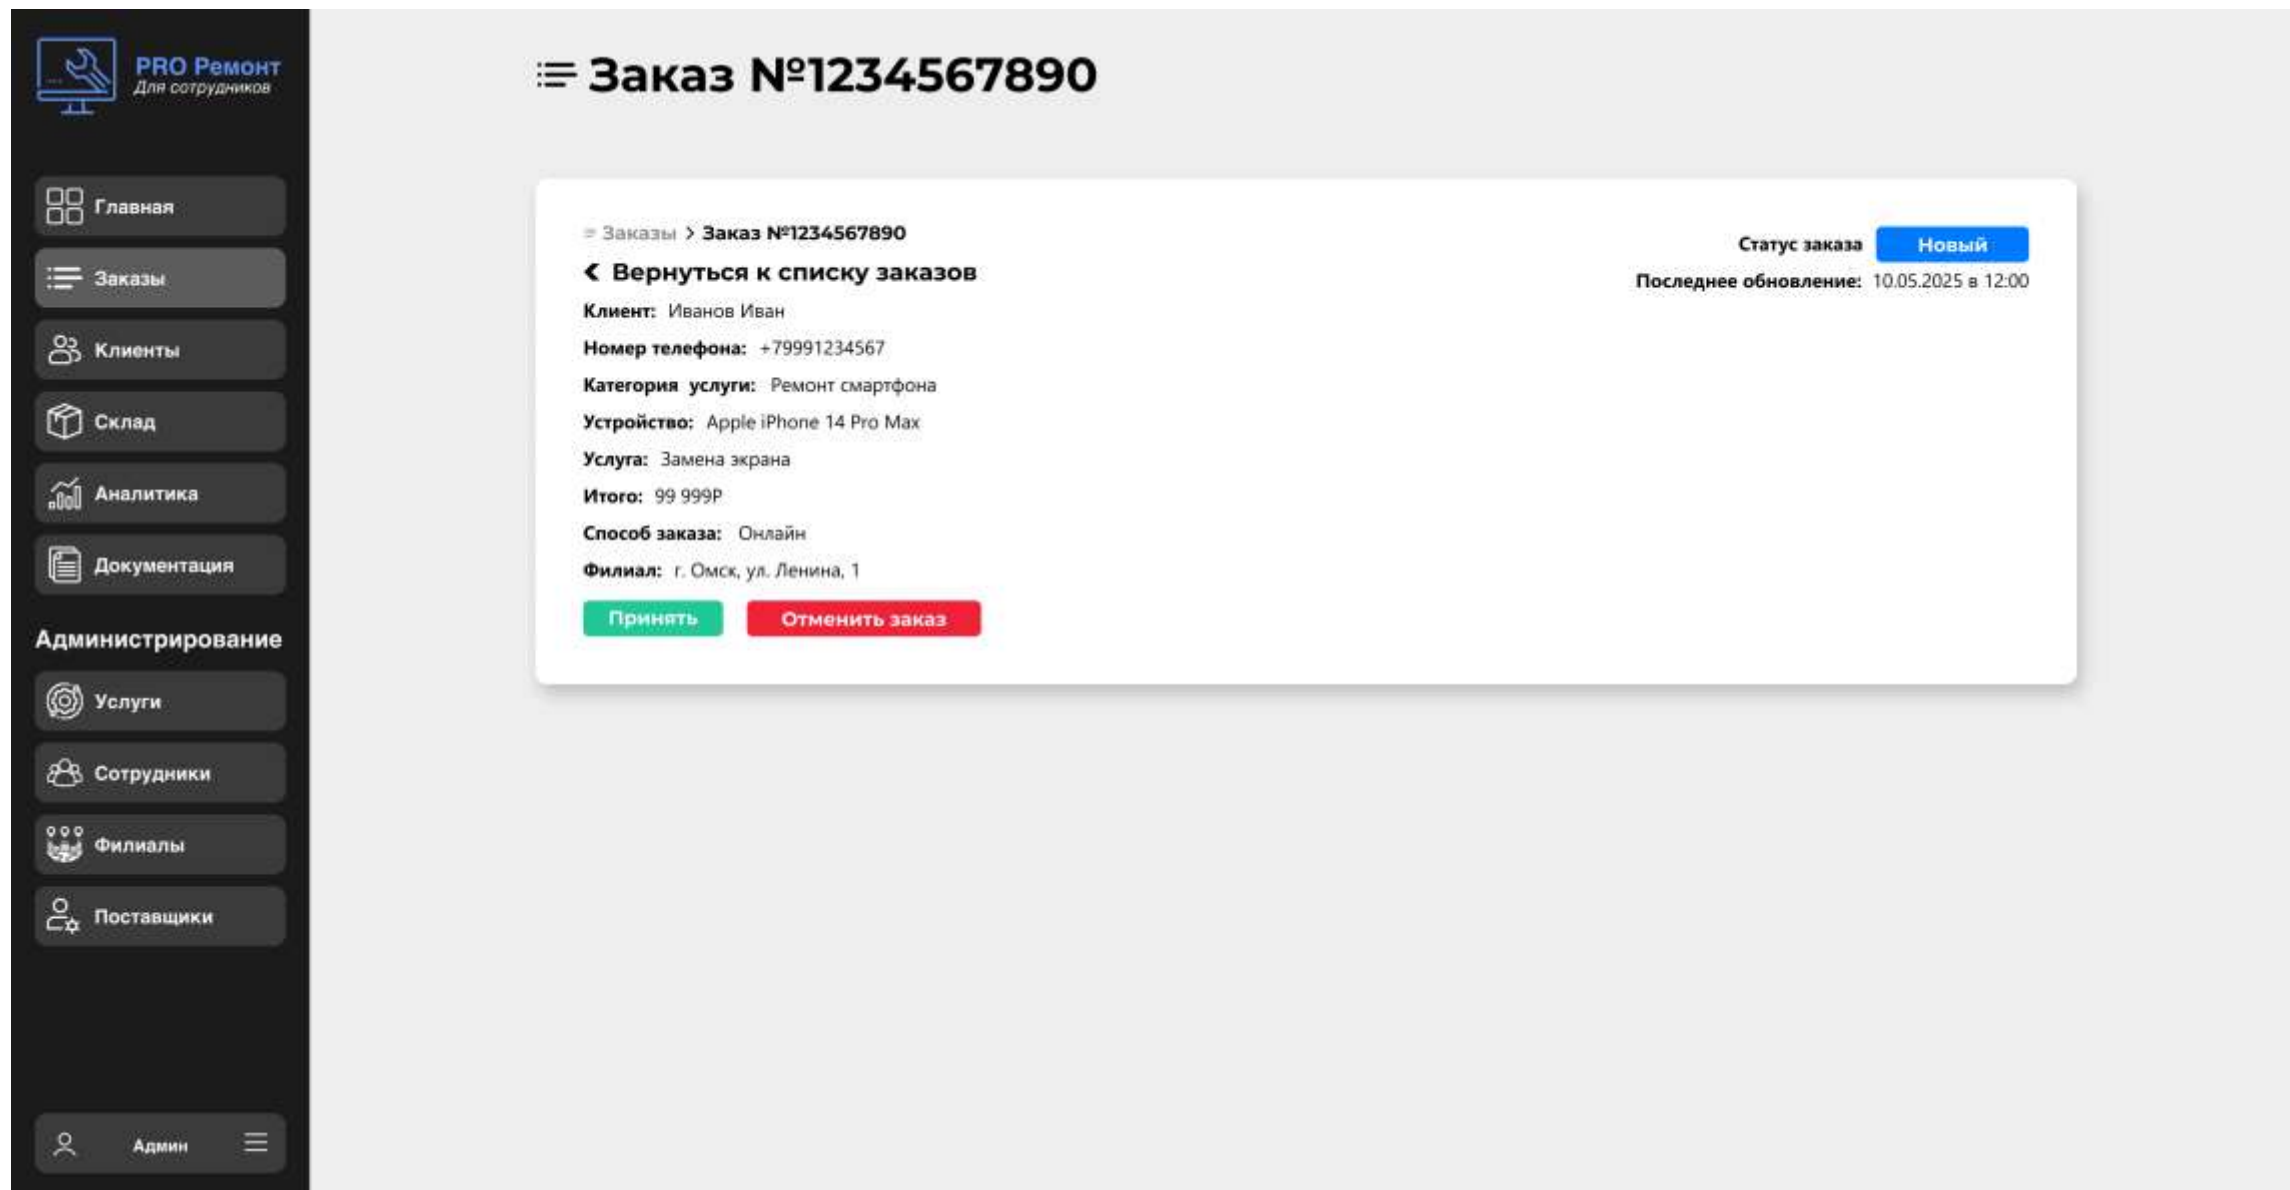 PRO Ремонт
Для сотрудников
Главная
Заказы
Клиенты
Склад
Аналитика
Документация
Администрирование
Услуги
Сотрудники
Филиалы
Поставщики
Админ
Заказ №1234567890
Заказы > Заказ №1234567890
Вернуться к списку заказов
Клиент: Иванов Иван
Номер телефона: +79991234567
Категория услуги: Ремонт смартфона
Устройство: Apple iPhone 14 Pro Max
Услуга: Замена экрана
Итого: 99 999Р
Способ заказа: Онлайн
Филиал: г. Омск, ул. Ленина, 1
Принять Отменить заказ
Статус заказа Новый
Последнее обновление: 10.05.2025 в 12:00